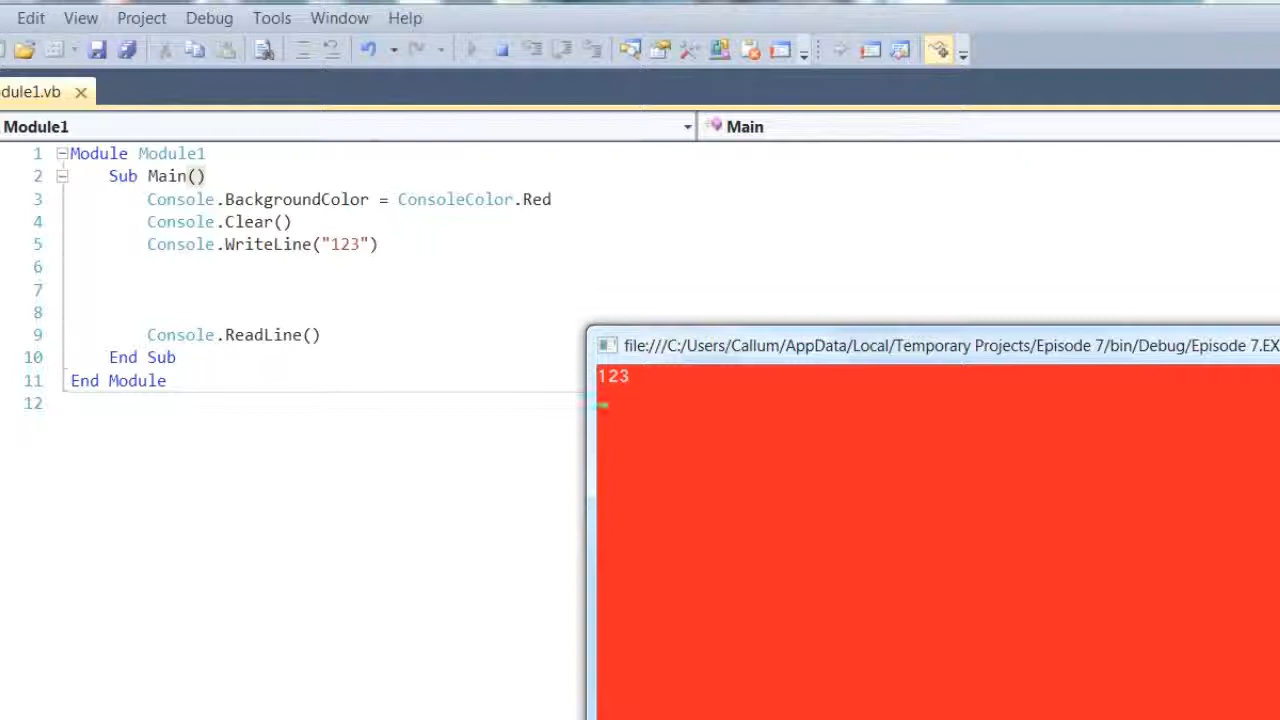 Edit View Project Debug Tools Window Help
dule1.vb
Module1 Main
1 Module Module1
2 Sub Main()
3 Console.BackgroundColor = ConsoleColor.Red
4 Console.Clear()
5 Console.WriteLine("123")
6
7
8
9 Console.ReadLine()
10 End Sub
11 End Module
12
file:///C:/Users/Callum/AppData/Local/Temporary Projects/Episode 7/bin/Debug/Episode 7.EX
123